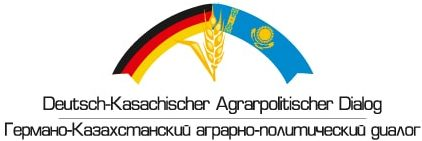 Deutsch-Kasachischer Agrarpolitischer Dialog
Германо-Казахстанский аграрно-политический диалог